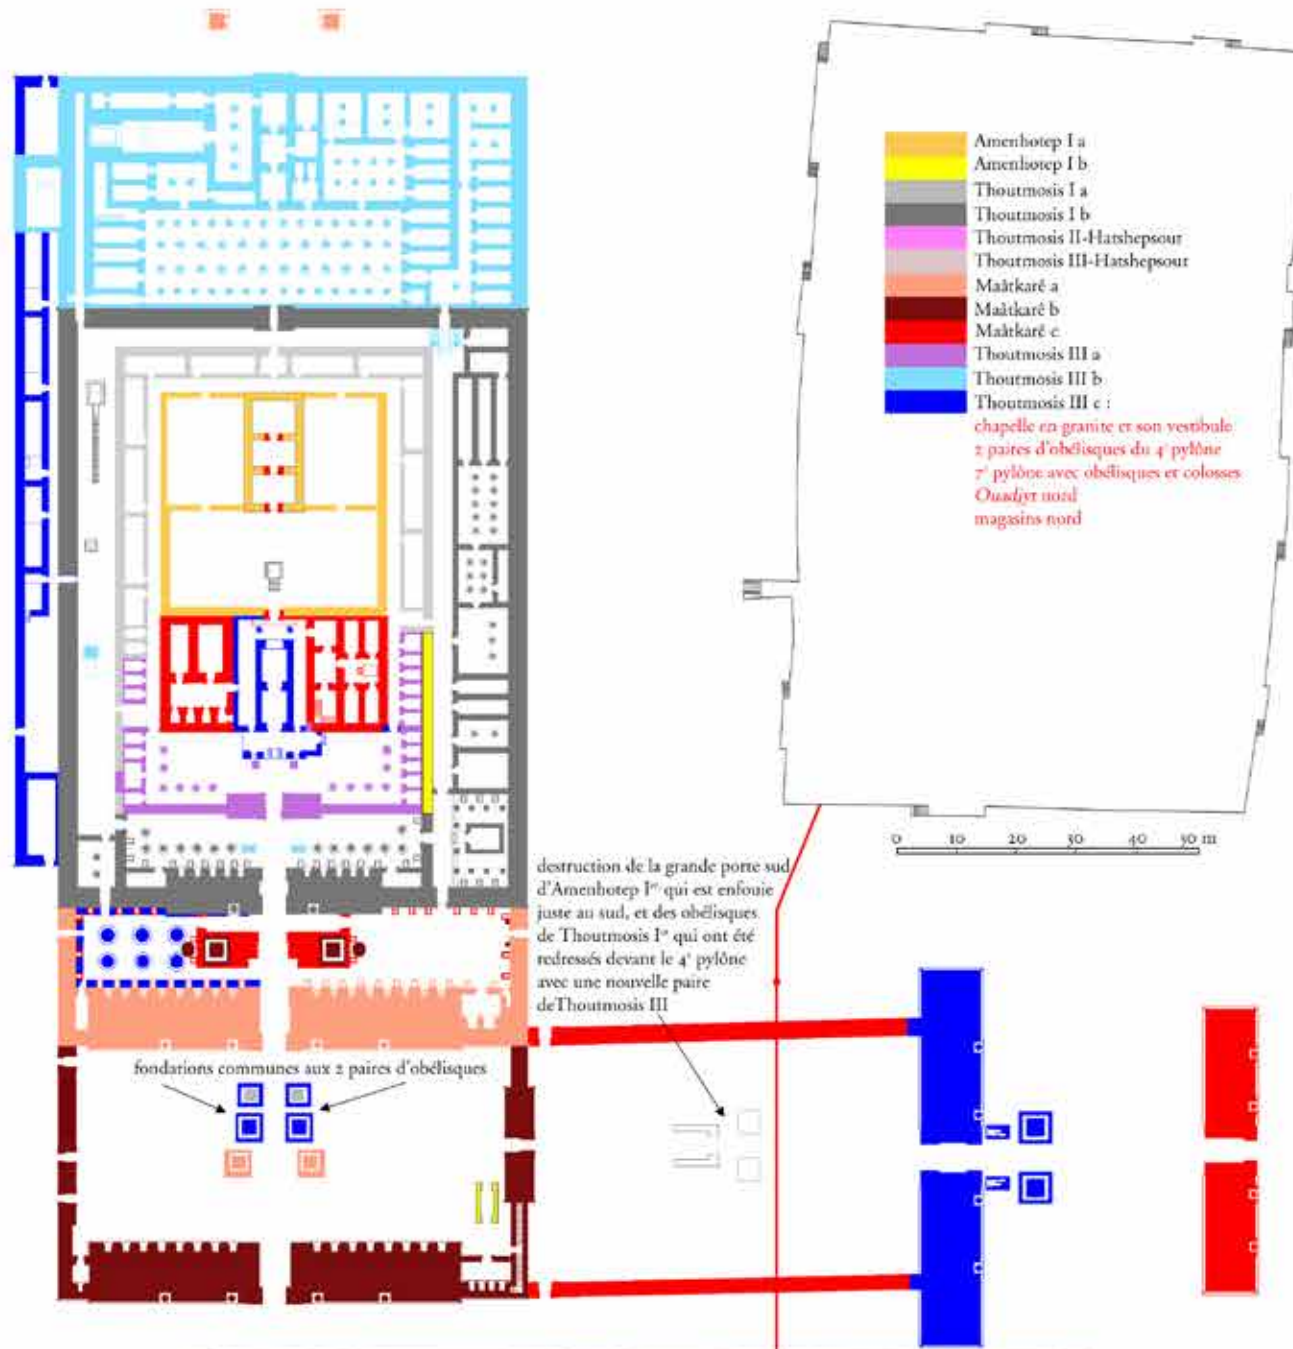 Amenhotep I a
Amenhotep I b
Thoutmosis I a
Thoutmosis I b
Thoutmosis II-Hatshepsout
Thoutmosis III-Hatshepsout
Maâtkarê a
Maâtkarê b
Maâtkarê c
Thoutmosis III a
Thoutmosis III b
Thoutmosis III c :
chapelle en granite et son vestibule
2 paires d'obélisques du 4ᵉ pylône
7ᵉ pylône avec obélisques et colosses
Ouadjyt nord
magasins nord
0 10 20 30 40 50 m
destruction de la grande porte sud
d'Amenhotep Iᵉʳ qui est enfouie
juste au sud, et des obélisques
de Thoutmosis Iᵉʳ qui ont été
redressés devant le 4ᵉ pylône
avec une nouvelle paire
deThoutmosis III
fondations communes aux 2 paires d'obélisques